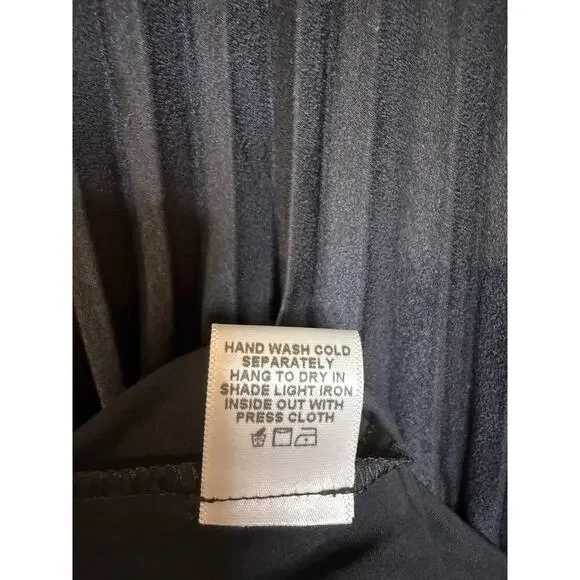 HAND WASH COLD
SEPARATELY
HANG TO DRY IN
SHADE LIGHT IRON
INSIDE OUT WITH
PRESS CLOTH